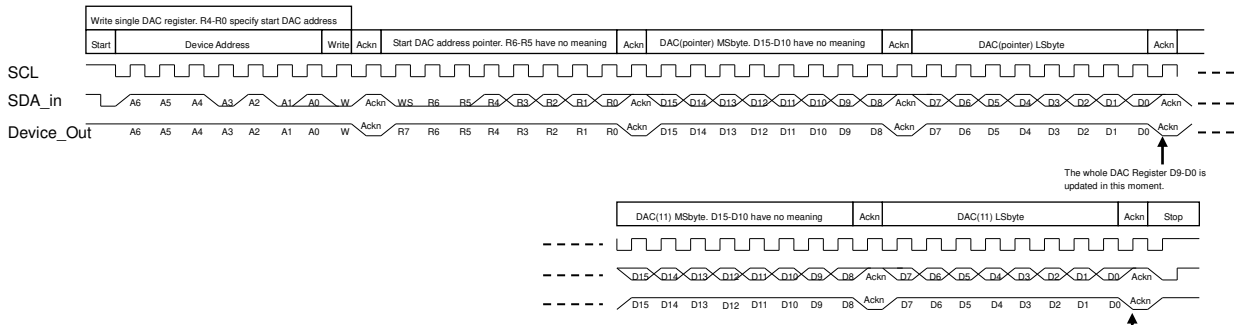 Write single DAC register. R4-R0 specify start DAC address
Start Device Address Write Ackn Start DAC address pointer. R6-R5 have no meaning Ackn DAC(pointer) MSbyte. D15-D10 have no meaning Ackn DAC(pointer) LSbyte Ackn
SCL
SDA_in A6 A5 A4 A3 A2 A1 A0 W Ackn WS R6 R5 R4 R3 R2 R1 R0 Ackn D15 D14 D13 D12 D11 D10 D9 D8 Ackn D7 D6 D5 D4 D3 D2 D1 D0 Ackn
Device_Out A6 A5 A4 A3 A2 A1 A0 W Ackn R7 R6 R5 R4 R3 R2 R1 R0 Ackn D15 D14 D13 D12 D11 D10 D9 D8 Ackn D7 D6 D5 D4 D3 D2 D1 D0 Ackn
The whole DAC Register D9-D0 is
updated in this moment.
DAC(11) MSbyte. D15-D10 have no meaning Ackn DAC(11) LSbyte Ackn Stop
D15 D14 D13 D12 D11 D10 D9 D8 Ackn D7 D6 D5 D4 D3 D2 D1 D0 Ackn
D15 D14 D13 D12 D11 D10 D9 D8 Ackn D7 D6 D5 D4 D3 D2 D1 D0 Ackn